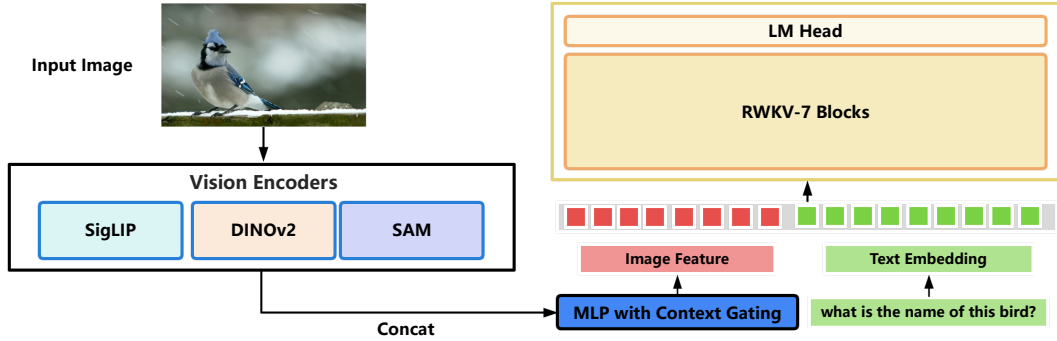 Input Image
Vision Encoders
SigLIP
DINOv2
SAM
Concat
LM Head
RWKV-7 Blocks
Image Feature
Text Embedding
MLP with Context Gating
what is the name of this bird?